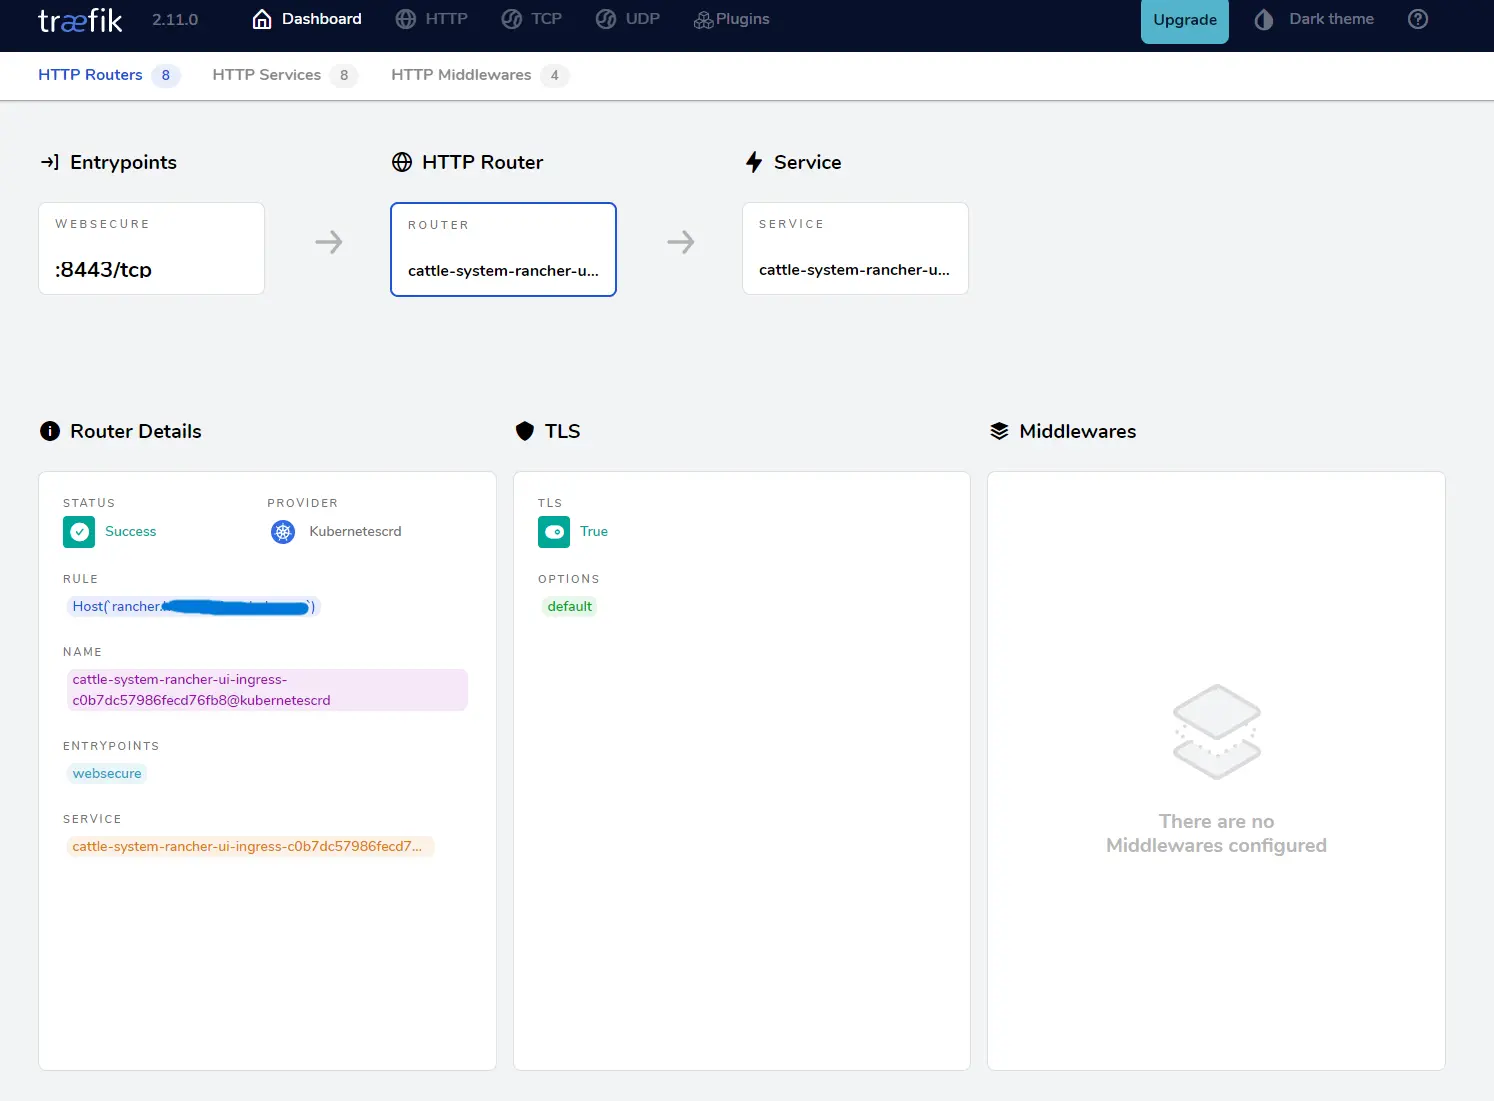 træfik 2.11.0 Dashboard HTTP TCP UDP Plugins Upgrade Dark theme
HTTP Routers 8 HTTP Services 8 HTTP Middlewares 4
Entrypoints HTTP Router Service
WEBSECURE ROUTER SERVICE
:8443/tcp cattle-system-rancher-u... cattle-system-rancher-u...
Router Details TLS Middlewares
STATUS PROVIDER
Success Kubernetescrd
RULE
Host(`rancher. `)
NAME
cattle-system-rancher-ui-ingress-
c0b7dc57986fecd76fb8@kubernetescrd
ENTRYPOINTS
websecure
SERVICE
cattle-system-rancher-ui-ingress-c0b7dc57986fecd7...
TLS
True
OPTIONS
default
There are no
Middlewares configured